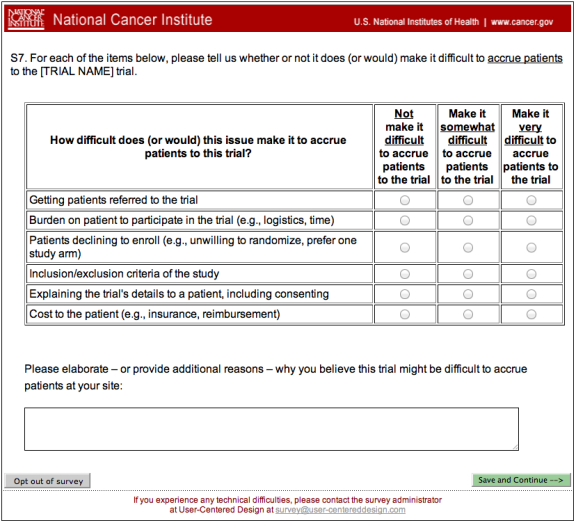 NATIONAL
CANCER
INSTITUTE
National Cancer Institute
U.S. National Institutes of Health | www.cancer.gov
S7. For each of the items below, please tell us whether or not it does (or would) make it difficult to accrue patients
to the [TRIAL NAME] trial.
How difficult does (or would) this issue make it to accrue
patients to this trial?
Not
make it
difficult
to accrue
patients
to the trial
Make it
somewhat
difficult
to accrue
patients
to the trial
Make it
very
difficult to
accrue
patients to
the trial
Getting patients referred to the trial
Burden on patient to participate in the trial (e.g., logistics, time)
Patients declining to enroll (e.g., unwilling to randomize, prefer one
study arm)
Inclusion/exclusion criteria of the study
Explaining the trial's details to a patient, including consenting
Cost to the patient (e.g., insurance, reimbursement)
Please elaborate – or provide additional reasons – why you believe this trial might be difficult to accrue
patients at your site:
Opt out of survey
Save and Continue -->
If you experience any technical difficulties, please contact the survey administrator
at User-Centered Design at survey@user-centereddesign.com